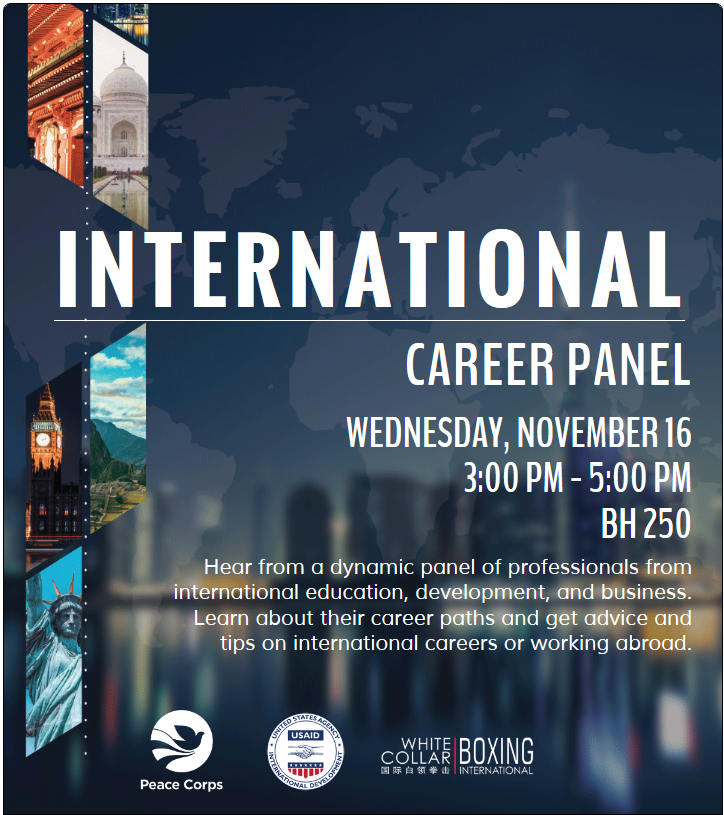 INTERNATIONAL
CAREER PANEL
WEDNESDAY, NOVEMBER 16
3:00 PM - 5:00 PM
BH 250
Hear from a dynamic panel of professionals from
international education, development, and business.
Learn about their career paths and get advice and
tips on international careers or working abroad.
Peace Corps
UNITED STATES AGENCY
USAID
INTERNATIONAL DEVELOPMENT
WHITE
COLLAR
国际白领拳击
BOXING
INTERNATIONAL